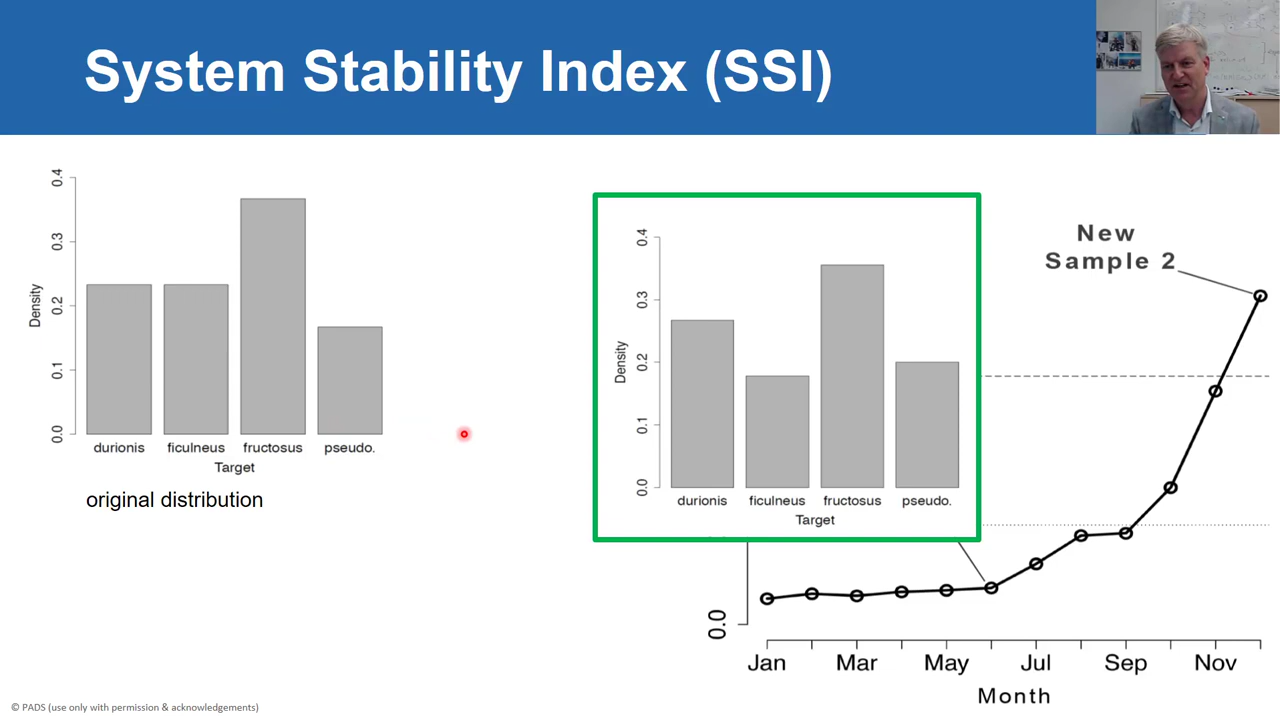 System Stability Index (SSI)
0.4
0.3
0.2
0.1
0.0
Density
durionis ficulneus fructosus pseudo.
Target
original distribution
0.4
0.3
0.2
0.1
0.0
Density
durionis ficulneus fructosus pseudo.
Target
New
Sample 2
0.0
Jan Mar May Jul Sep Nov
Month
© PADS (use only with permission & acknowledgements)